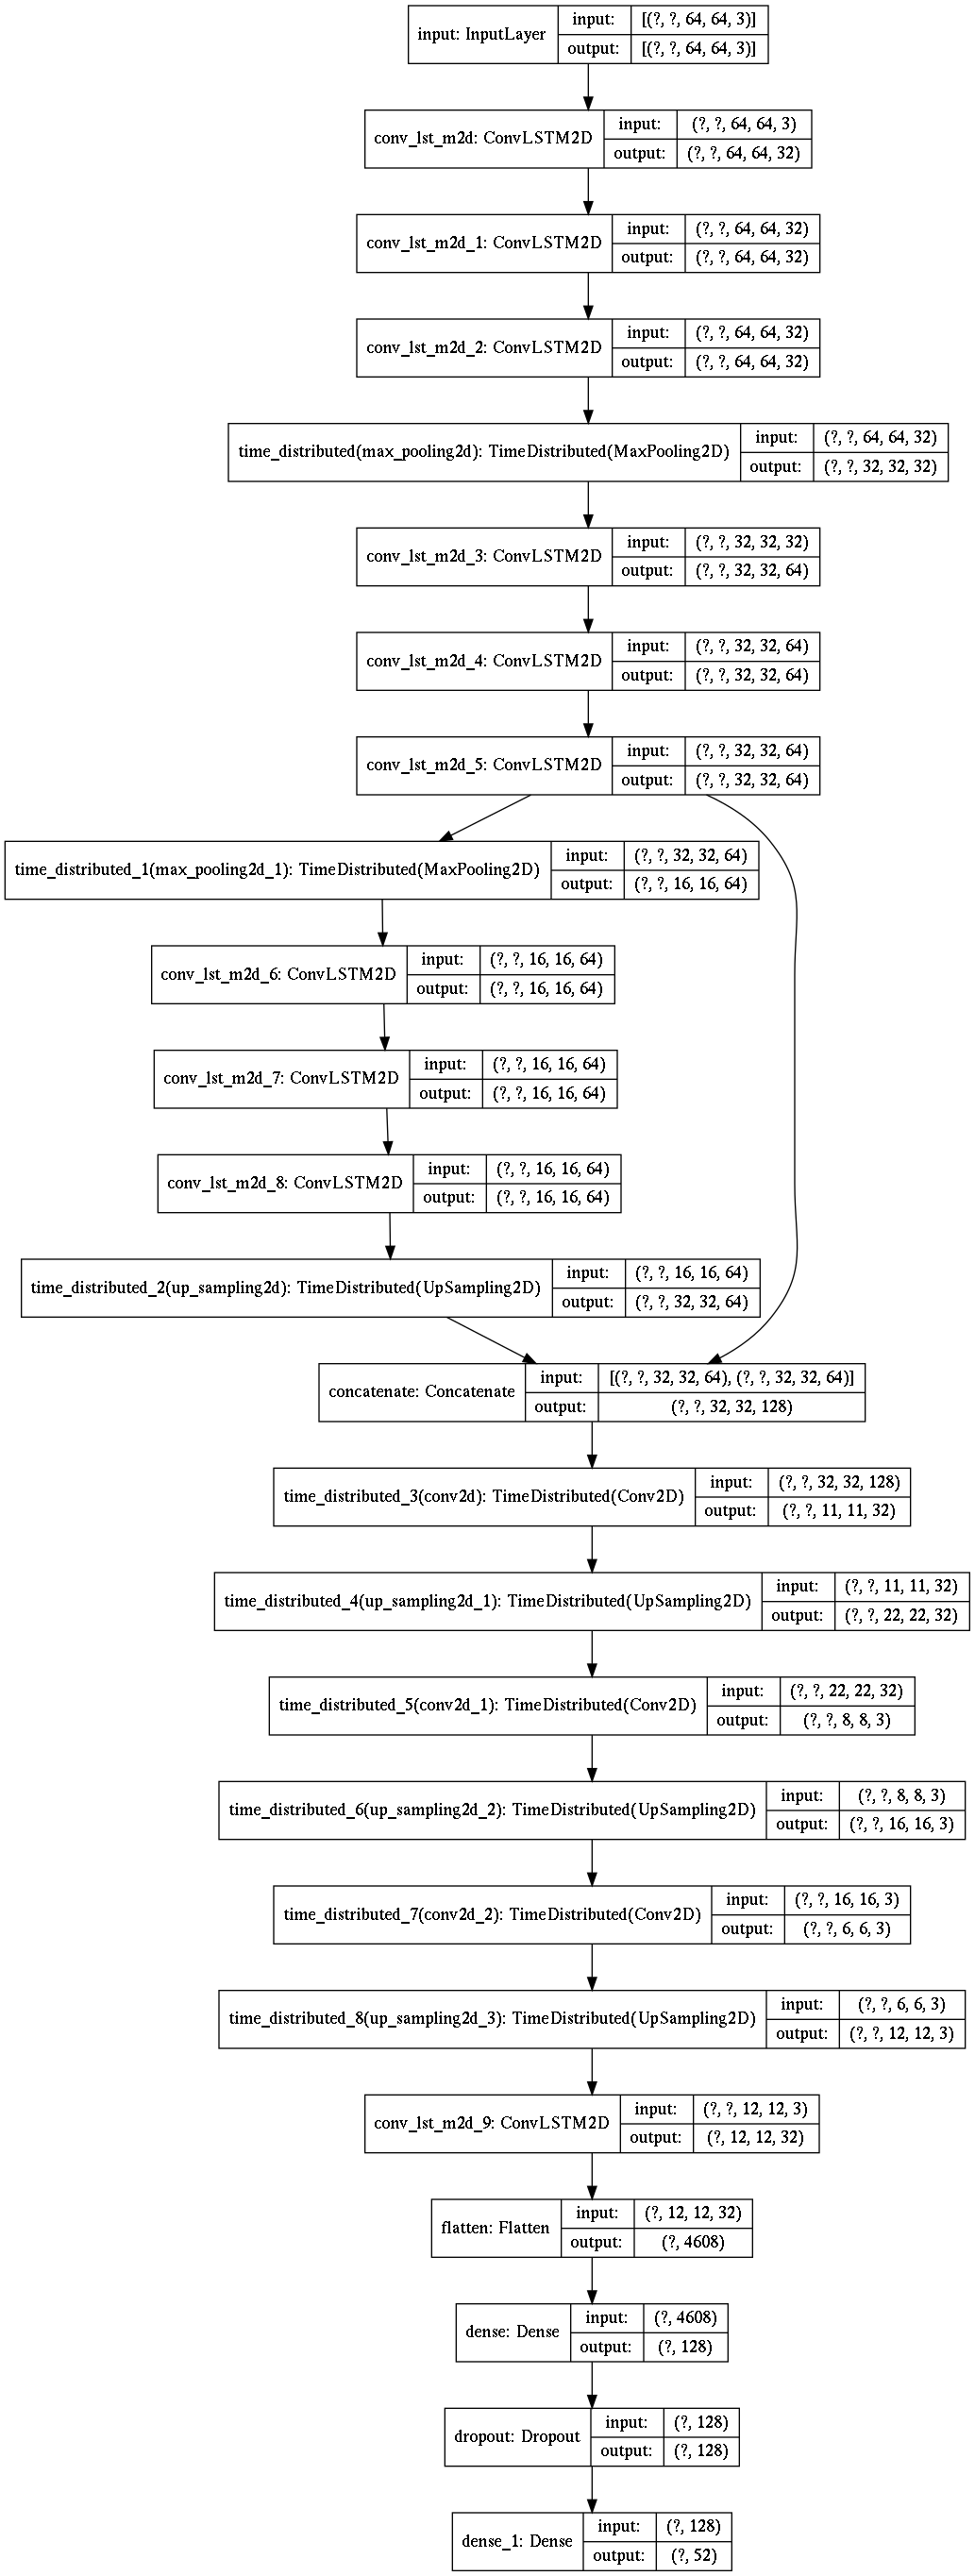 input: InputLayer
input: [(?, ?, 64, 64, 3)]
output: [(?, ?, 64, 64, 3)]
conv_lst_m2d: ConvLSTM2D
input: (?, ?, 64, 64, 3)
output: (?, ?, 64, 64, 32)
conv_lst_m2d_1: ConvLSTM2D
input: (?, ?, 64, 64, 32)
output: (?, ?, 64, 64, 32)
conv_lst_m2d_2: ConvLSTM2D
input: (?, ?, 64, 64, 32)
output: (?, ?, 64, 64, 32)
time_distributed(max_pooling2d): TimeDistributed(MaxPooling2D)
input: (?, ?, 64, 64, 32)
output: (?, ?, 32, 32, 32)
conv_lst_m2d_3: ConvLSTM2D
input: (?, ?, 32, 32, 32)
output: (?, ?, 32, 32, 64)
conv_lst_m2d_4: ConvLSTM2D
input: (?, ?, 32, 32, 64)
output: (?, ?, 32, 32, 64)
conv_lst_m2d_5: ConvLSTM2D
input: (?, ?, 32, 32, 64)
output: (?, ?, 32, 32, 64)
time_distributed_1(max_pooling2d_1): TimeDistributed(MaxPooling2D)
input: (?, ?, 32, 32, 64)
output: (?, ?, 16, 16, 64)
conv_lst_m2d_6: ConvLSTM2D
input: (?, ?, 16, 16, 64)
output: (?, ?, 16, 16, 64)
conv_lst_m2d_7: ConvLSTM2D
input: (?, ?, 16, 16, 64)
output: (?, ?, 16, 16, 64)
conv_lst_m2d_8: ConvLSTM2D
input: (?, ?, 16, 16, 64)
output: (?, ?, 16, 16, 64)
time_distributed_2(up_sampling2d): TimeDistributed(UpSampling2D)
input: (?, ?, 16, 16, 64)
output: (?, ?, 32, 32, 64)
concatenate: Concatenate
input: [(?, ?, 32, 32, 64), (?, ?, 32, 32, 64)]
output: (?, ?, 32, 32, 128)
time_distributed_3(conv2d): TimeDistributed(Conv2D)
input: (?, ?, 32, 32, 128)
output: (?, ?, 11, 11, 32)
time_distributed_4(up_sampling2d_1): TimeDistributed(UpSampling2D)
input: (?, ?, 11, 11, 32)
output: (?, ?, 22, 22, 32)
time_distributed_5(conv2d_1): TimeDistributed(Conv2D)
input: (?, ?, 22, 22, 32)
output: (?, ?, 8, 8, 3)
time_distributed_6(up_sampling2d_2): TimeDistributed(UpSampling2D)
input: (?, ?, 8, 8, 3)
output: (?, ?, 16, 16, 3)
time_distributed_7(conv2d_2): TimeDistributed(Conv2D)
input: (?, ?, 16, 16, 3)
output: (?, ?, 6, 6, 3)
time_distributed_8(up_sampling2d_3): TimeDistributed(UpSampling2D)
input: (?, ?, 6, 6, 3)
output: (?, ?, 12, 12, 3)
conv_lst_m2d_9: ConvLSTM2D
input: (?, ?, 12, 12, 3)
output: (?, 12, 12, 32)
flatten: Flatten
input: (?, 12, 12, 32)
output: (?, 4608)
dense: Dense
input: (?, 4608)
output: (?, 128)
dropout: Dropout
input: (?, 128)
output: (?, 128)
dense_1: Dense
input: (?, 128)
output: (?, 52)